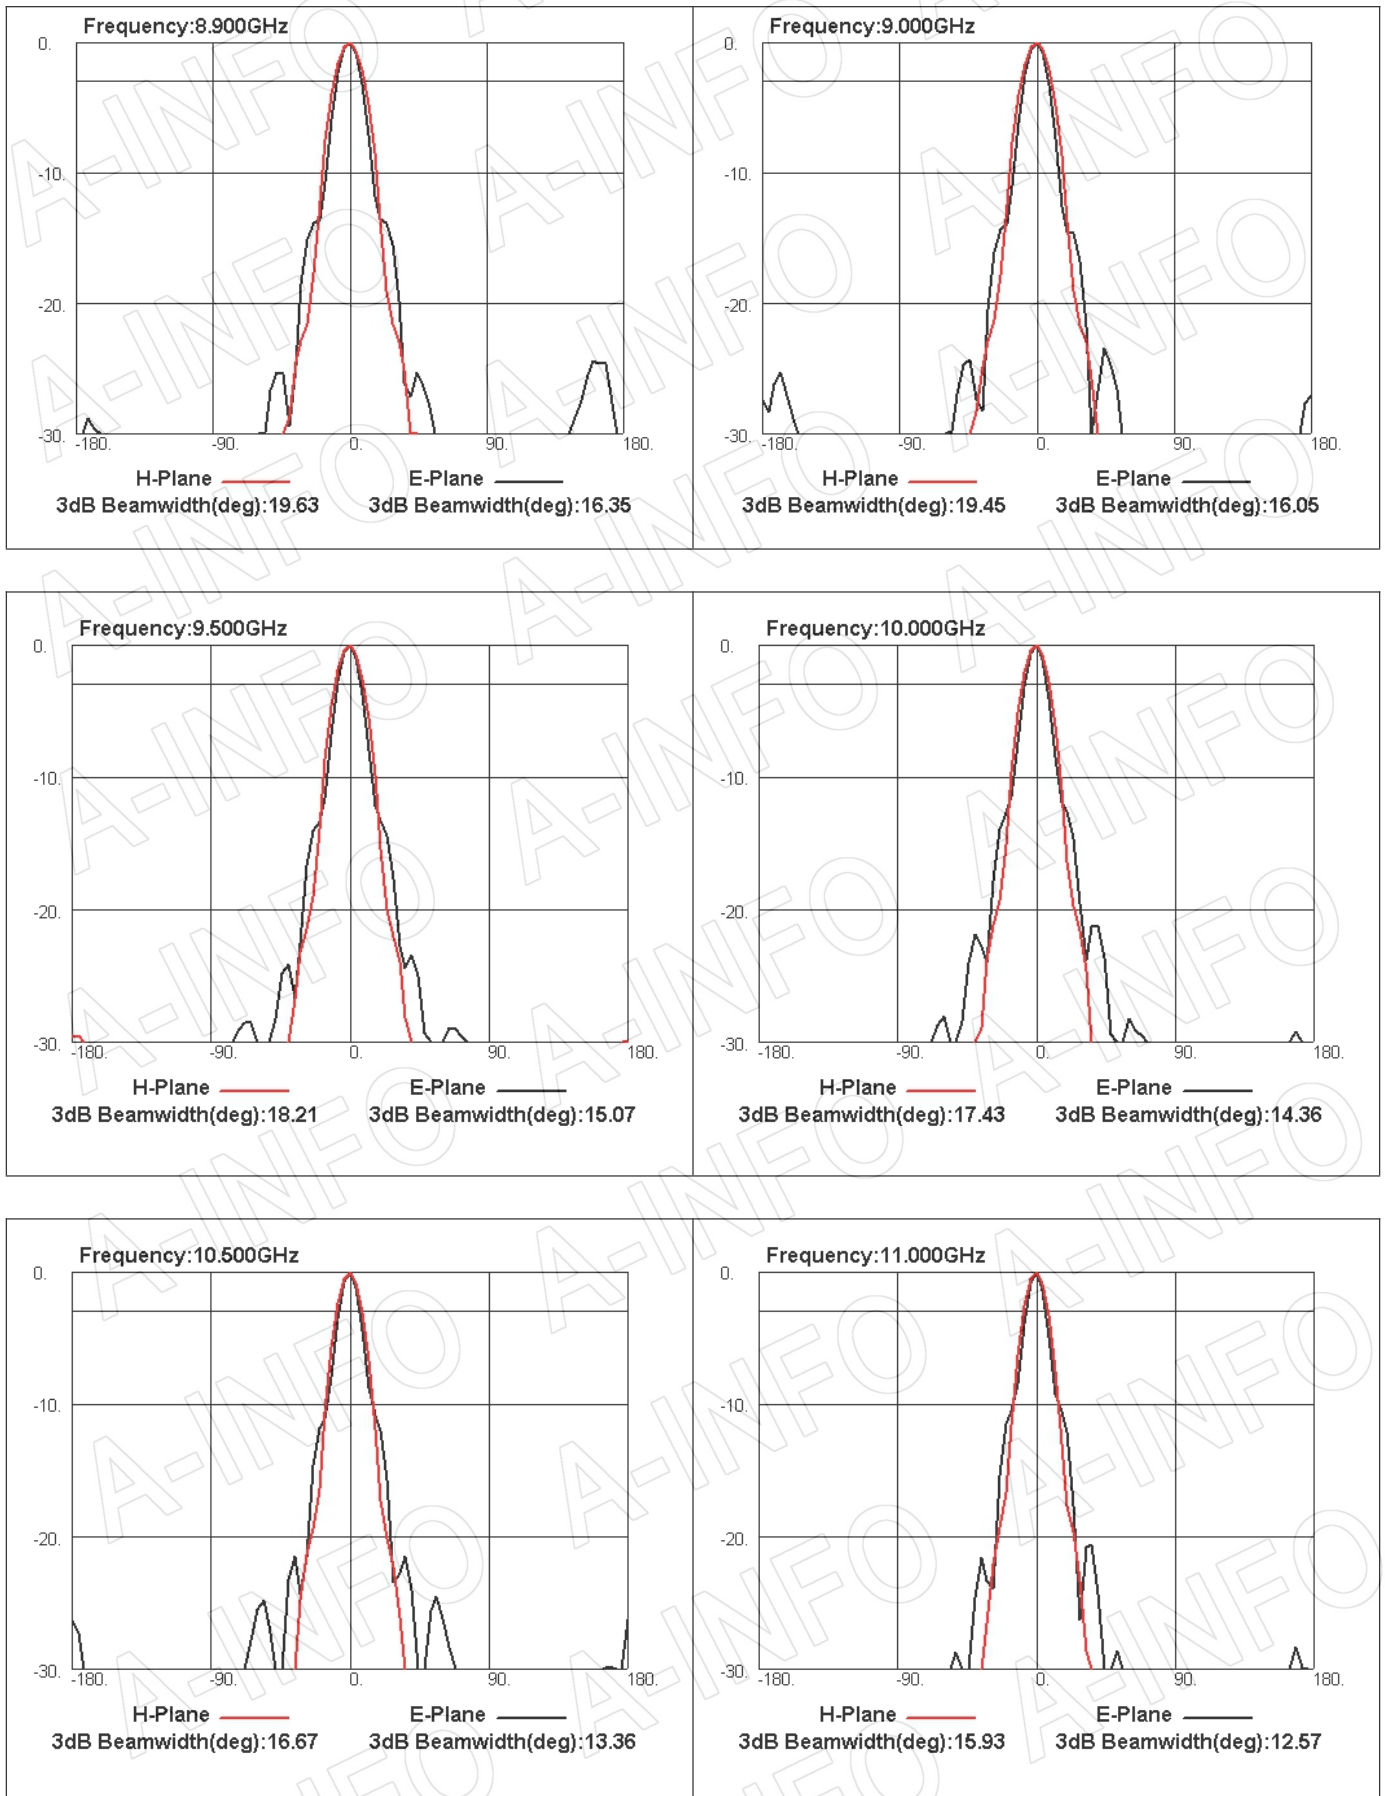 Frequency:8.900GHz
0.
-10.
-20.
-30.
-180. -90. 0. 90. 180.
H-Plane E-Plane
3dB Beamwidth(deg):19.63 3dB Beamwidth(deg):16.35
Frequency:9.000GHz
0.
-10.
-20.
-30.
-180. -90. 0. 90. 180.
H-Plane E-Plane
3dB Beamwidth(deg):19.45 3dB Beamwidth(deg):16.05
Frequency:9.500GHz
0.
-10.
-20.
-30.
-180. -90. 0. 90. 180.
H-Plane E-Plane
3dB Beamwidth(deg):18.21 3dB Beamwidth(deg):15.07
Frequency:10.000GHz
0.
-10.
-20.
-30.
-180. -90. 0. 90. 180.
H-Plane E-Plane
3dB Beamwidth(deg):17.43 3dB Beamwidth(deg):14.36
Frequency:10.500GHz
0.
-10.
-20.
-30.
-180. -90. 0. 90. 180.
H-Plane E-Plane
3dB Beamwidth(deg):16.67 3dB Beamwidth(deg):13.36
Frequency:11.000GHz
0.
-10.
-20.
-30.
-180. -90. 0. 90. 180.
H-Plane E-Plane
3dB Beamwidth(deg):15.93 3dB Beamwidth(deg):12.57
A-INFO